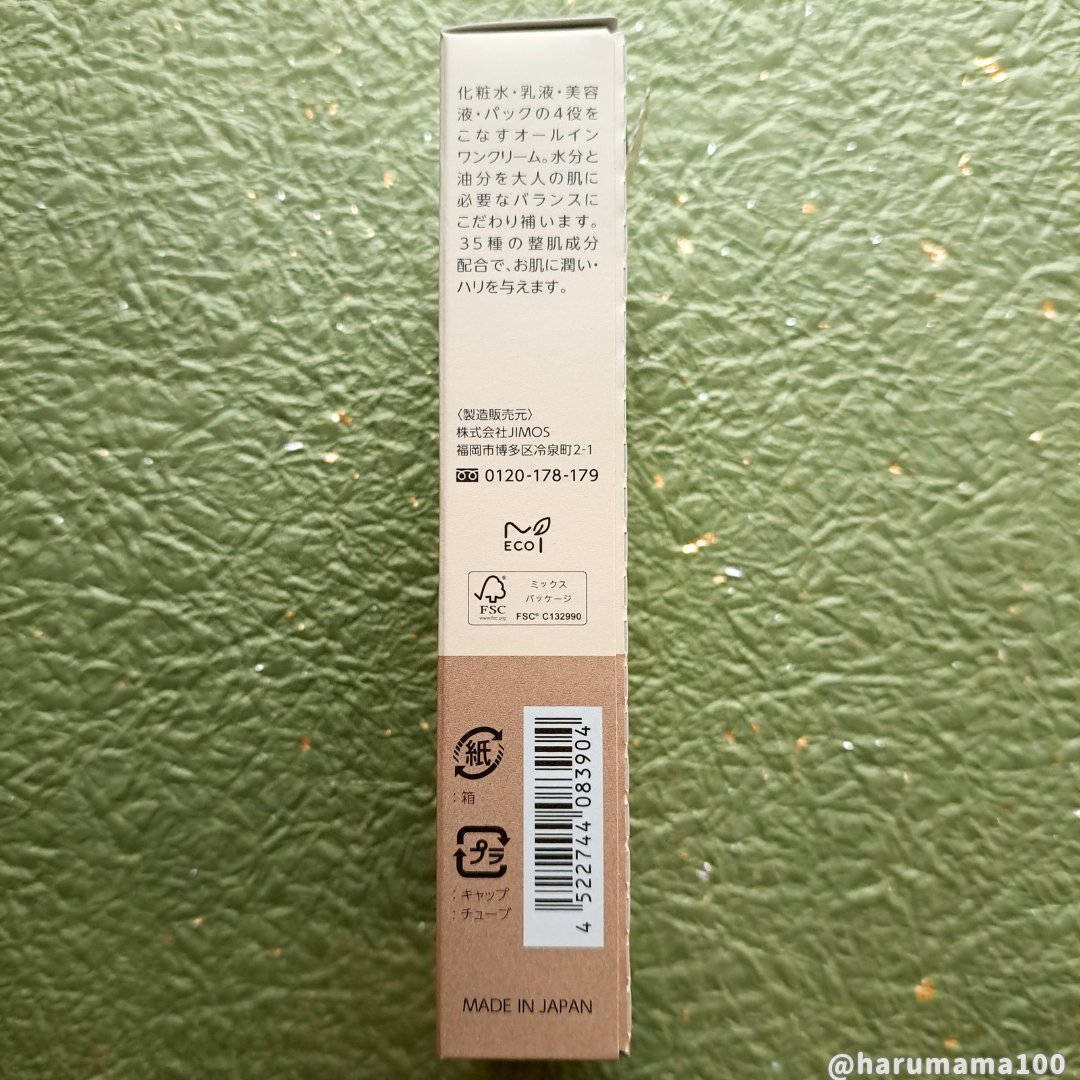 化粧水・乳液・美容
液・パックの4役を
こなすオールイン
ワンクリーム。水分と
油分を大人の肌に
必要なバランスに
こだわり補います。
35種の整肌成分
配合で、お肌に潤い・
ハリを与えます。
〈製造販売元〉
株式会社JIMOS
福岡市博多区冷泉町2-1
0120-178-179
ECO
FSC®
www.fsc.org
ミックス
パッケージ
FSC® C132990
紙
：箱
プラ
：キャップ
：チューブ
4 522744 083904
MADE IN JAPAN
@harumama100